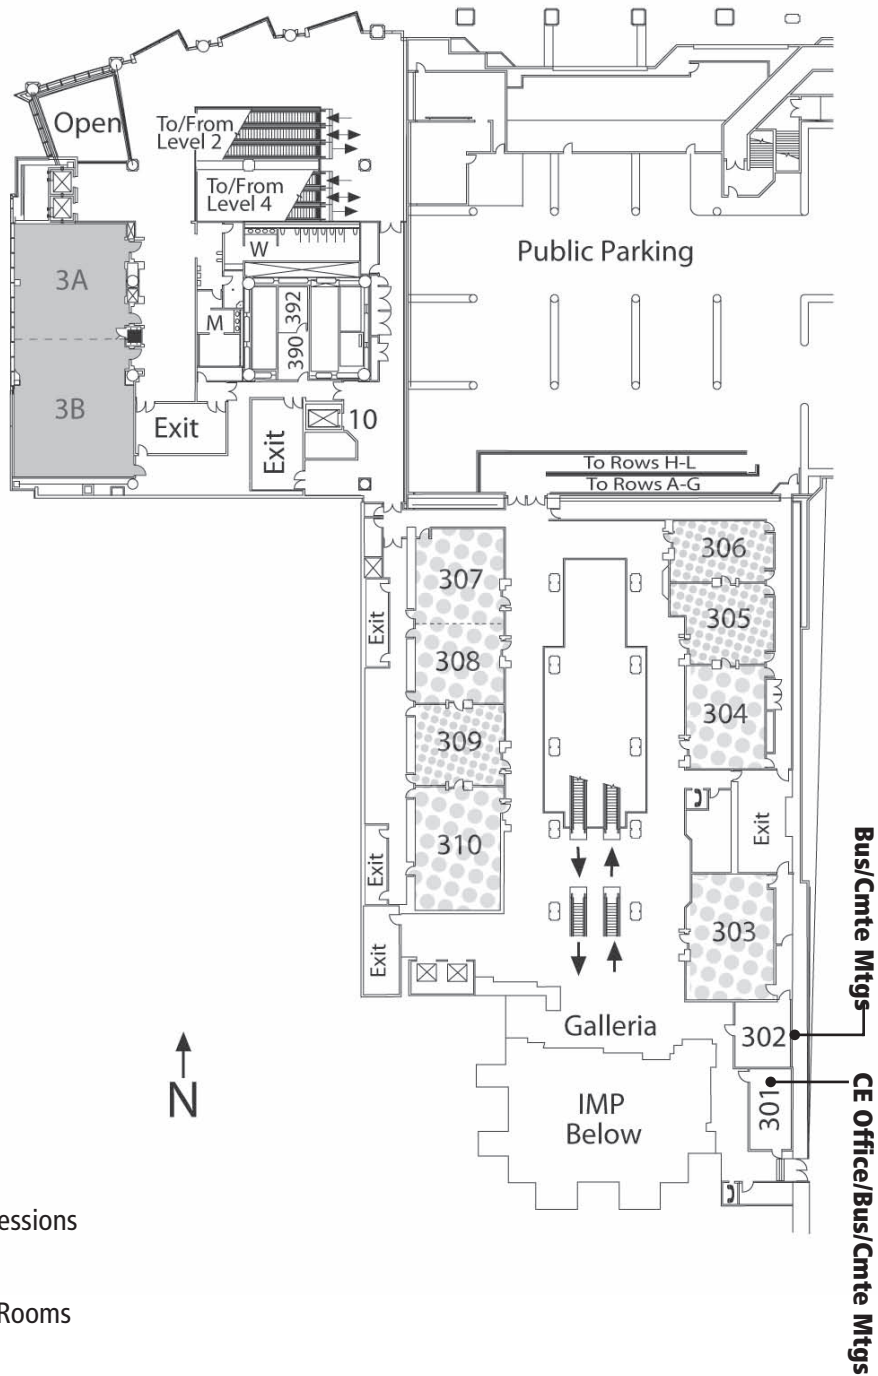 Open
To/From
Level 2
To/From
Level 4
W
Public Parking
3A
392
M
390
3B
Exit
Exit
10
To Rows H-L
To Rows A-G
307
306
Exit
305
308
304
309
Exit
310
Exit
303
Exit
Galleria
302
Bus/Cmte Mtgs
N
IMP
Below
301
CE Office/Bus/Cmte Mtgs
essions
Rooms